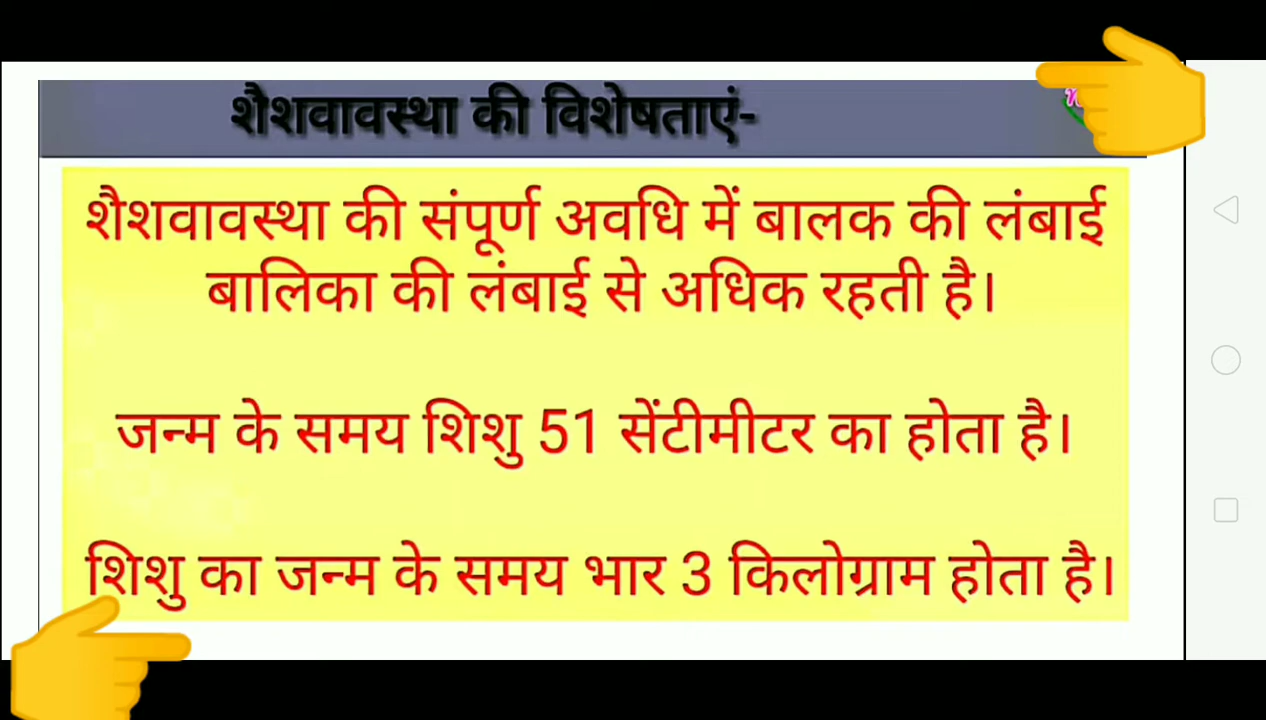 शैशवावस्था की विशेषताएं-
शैशवावस्था की संपूर्ण अवधि में बालक की लंबाई
बालिका की लंबाई से अधिक रहती है।
जन्म के समय शिशु 51 सेंटीमीटर का होता है।
शिशु का जन्म के समय भार 3 किलोग्राम होता है।